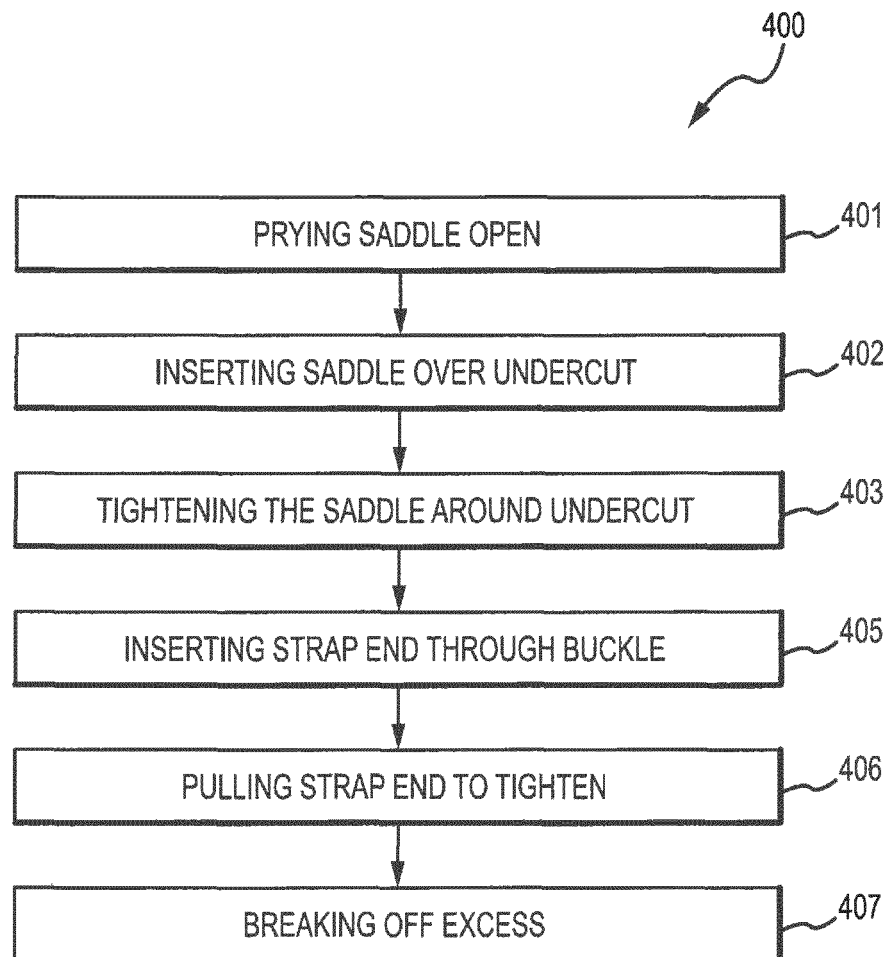 400
PRYING SADDLE OPEN
401
INSERTING SADDLE OVER UNDERCUT
402
TIGHTENING THE SADDLE AROUND UNDERCUT
403
INSERTING STRAP END THROUGH BUCKLE
405
PULLING STRAP END TO TIGHTEN
406
BREAKING OFF EXCESS
407